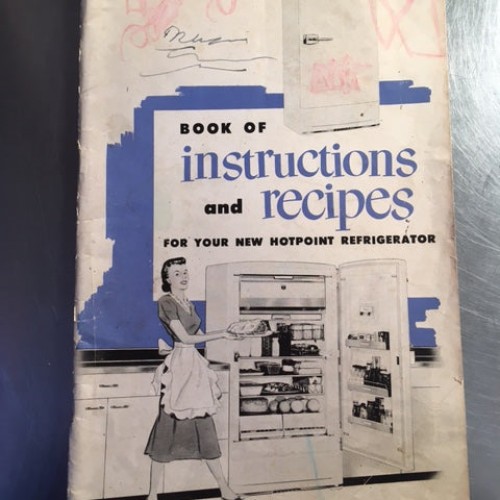 BOOK OF
instructions
and recipes
FOR YOUR NEW HOTPOINT REFRIGERATOR